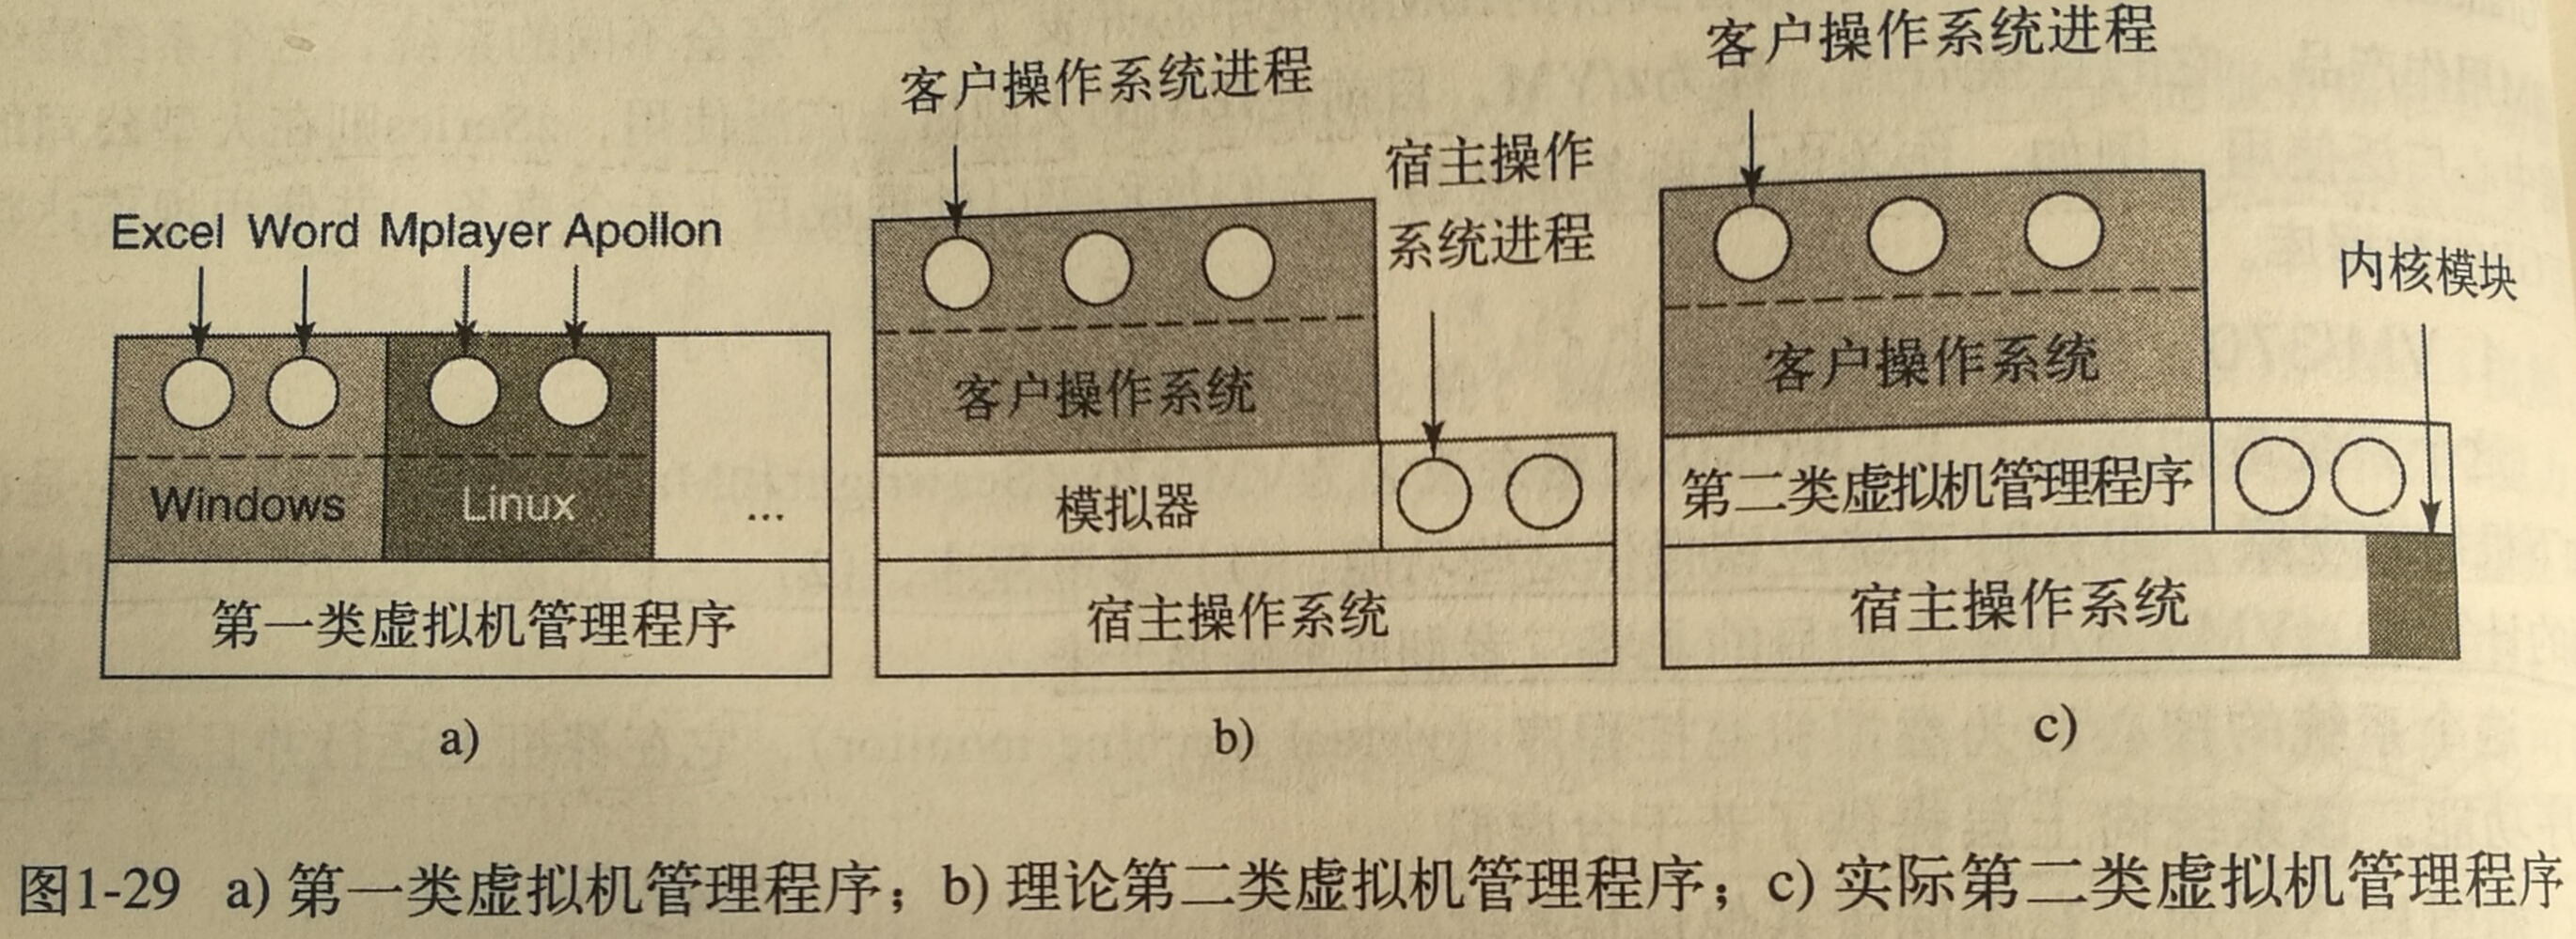 客户操作系统进程
客户操作系统进程
宿主操作
系统进程
Excel Word Mplayer Apollon
内核模块
客户操作系统
客户操作系统
Windows Linux ...
模拟器
第二类虚拟机管理程序
第一类虚拟机管理程序
宿主操作系统
宿主操作系统
a)
b)
c)
图1-29 a) 第一类虚拟机管理程序；b) 理论第二类虚拟机管理程序；c) 实际第二类虚拟机管理程序